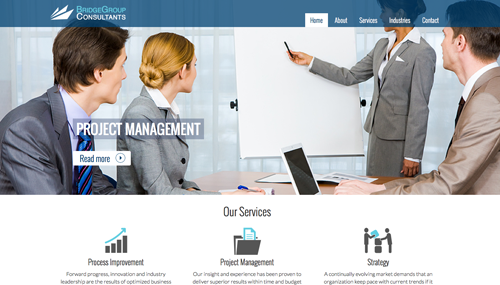 BRIDGEGROUP
CONSULTANTS
Home About Services Industries Contact
PROJECT MANAGEMENT
Read more
Our Services
Process Improvement Project Management Strategy
Forward progress, innovation and industry Our insight and experience has been proven to A continually evolving market demands that an
leadership are the results of optimized business deliver superior results within time and budget organization keep pace with current trends if it